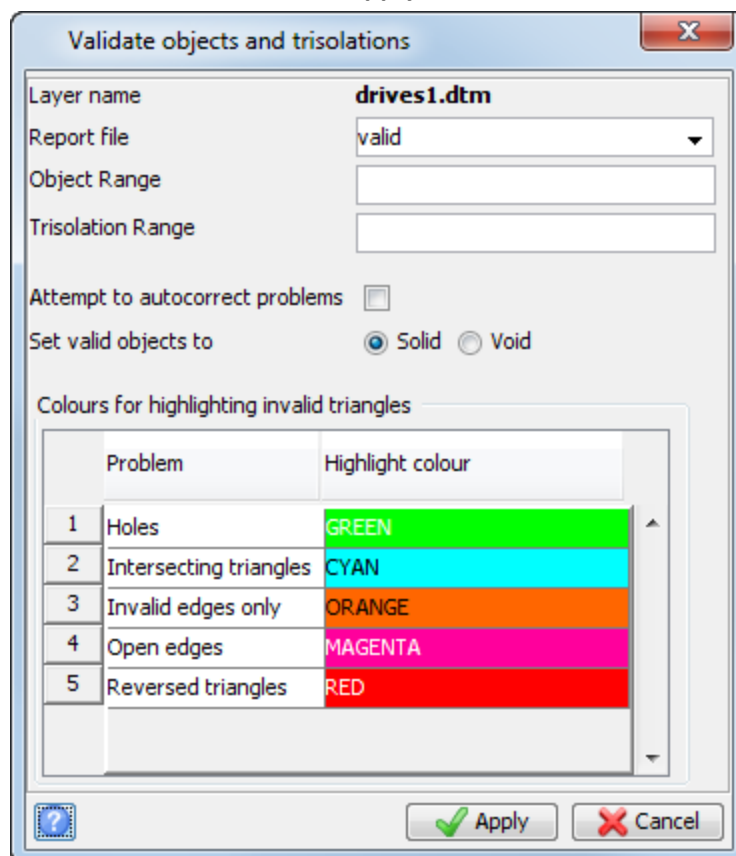 Validate objects and trisolations
Layer name drives1.dtm
Report file valid
Object Range
Trisolation Range
Attempt to autocorrect problems
Set valid objects to Solid Void
Colours for highlighting invalid triangles
Problem Highlight colour
1 Holes GREEN
2 Intersecting triangles CYAN
3 Invalid edges only ORANGE
4 Open edges MAGENTA
5 Reversed triangles RED
? Apply Cancel